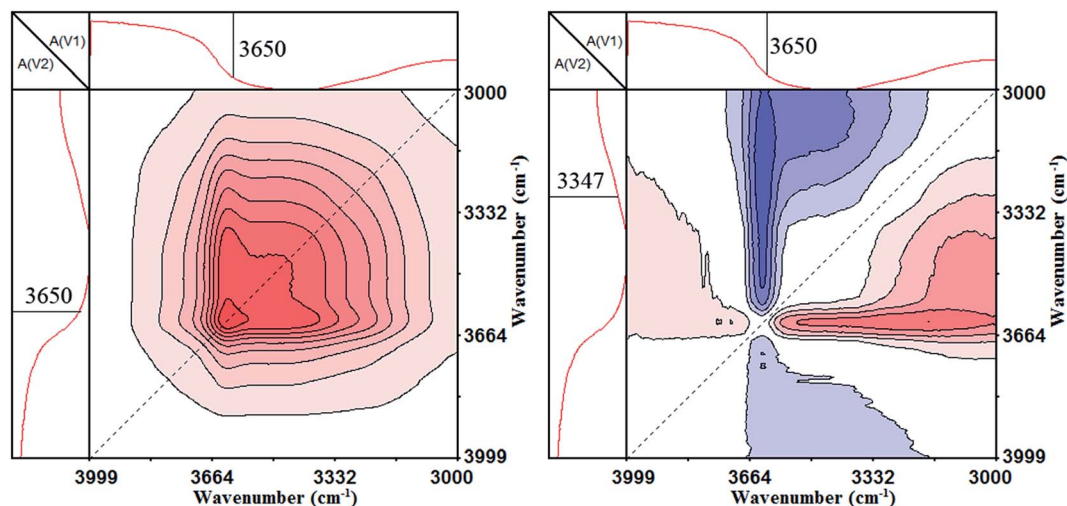 A(V1)
A(V2)
3650
3650
3000
3332
3664
3999
Wavenumber (cm-1)
3999 3664 3332 3000
Wavenumber (cm-1)
A(V1)
A(V2)
3650
3347
3000
3332
3664
3999
Wavenumber (cm-1)
3999 3664 3332 3000
Wavenumber (cm-1)